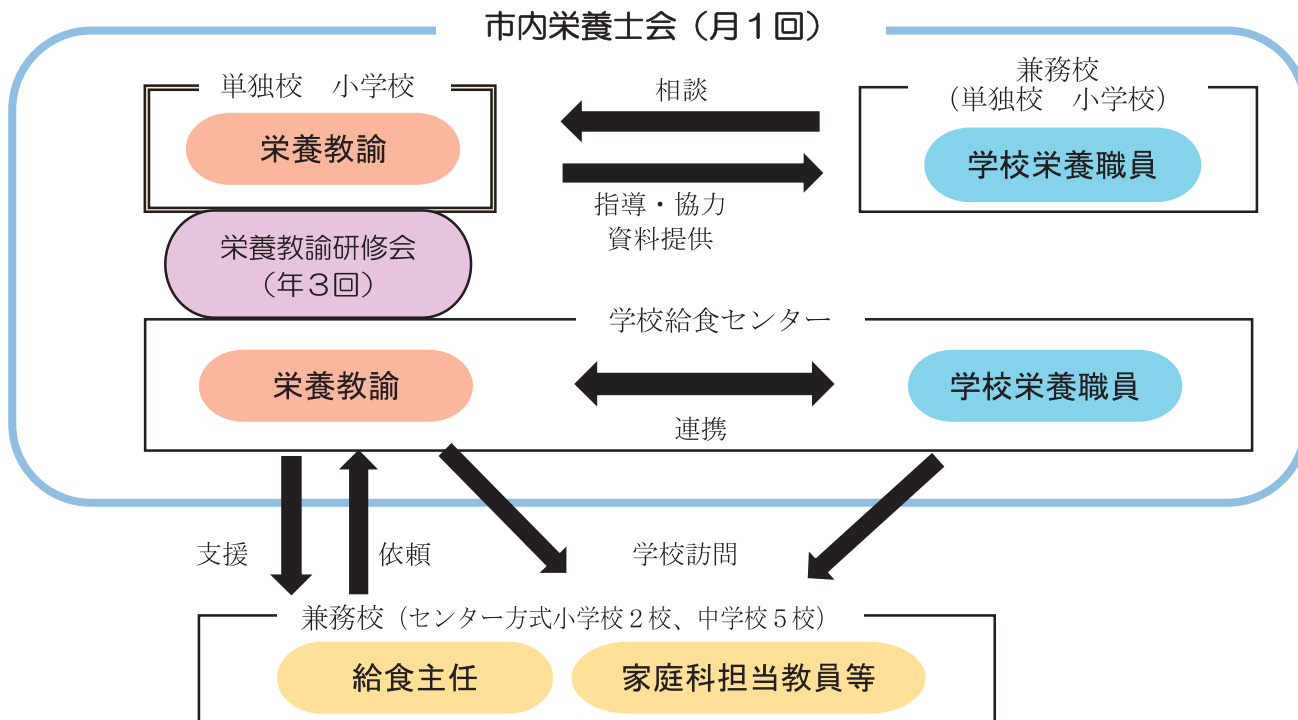 市内栄養士会（月１回）
単独校　小学校
栄養教諭
相談
指導・協力
資料提供
兼務校
（単独校　小学校）
学校栄養職員
栄養教諭研修会
（年３回）
学校給食センター
栄養教諭
連携
学校栄養職員
支援
依頼
学校訪問
兼務校（センター方式小学校２校、中学校５校）
給食主任
家庭科担当教員等